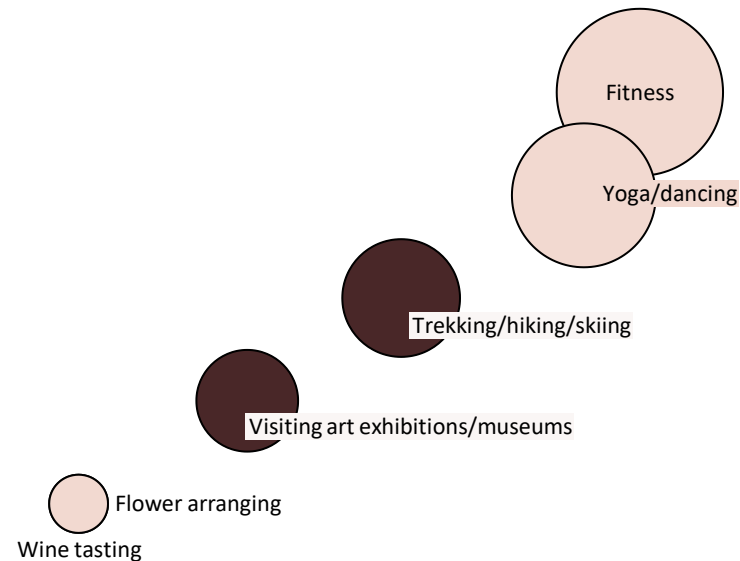 Fitness
Yoga/dancing
Trekking/hiking/skiing
Visiting art exhibitions/museums
Flower arranging
Wine tasting